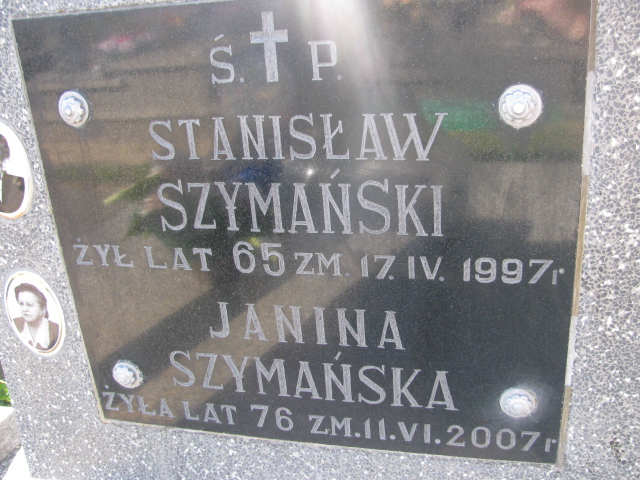 Ś. P.
STANISŁAW
SZYMAŃSKI
ŻYŁ LAT 65 ZM. 17. IV. 1997r
JANINA
SZYMAŃSKA
ŻYŁA LAT 76 ZM. 11. VI. 2007r